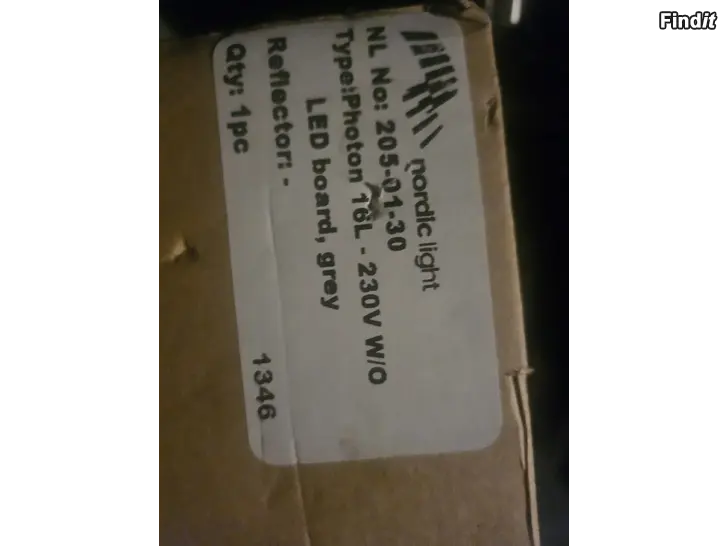 nordic light
NL No: 205-01-30
Type:Photon 16L - 230V W/O
LED board, grey
Reflector: -
Qty: 1pc
1346
Findit